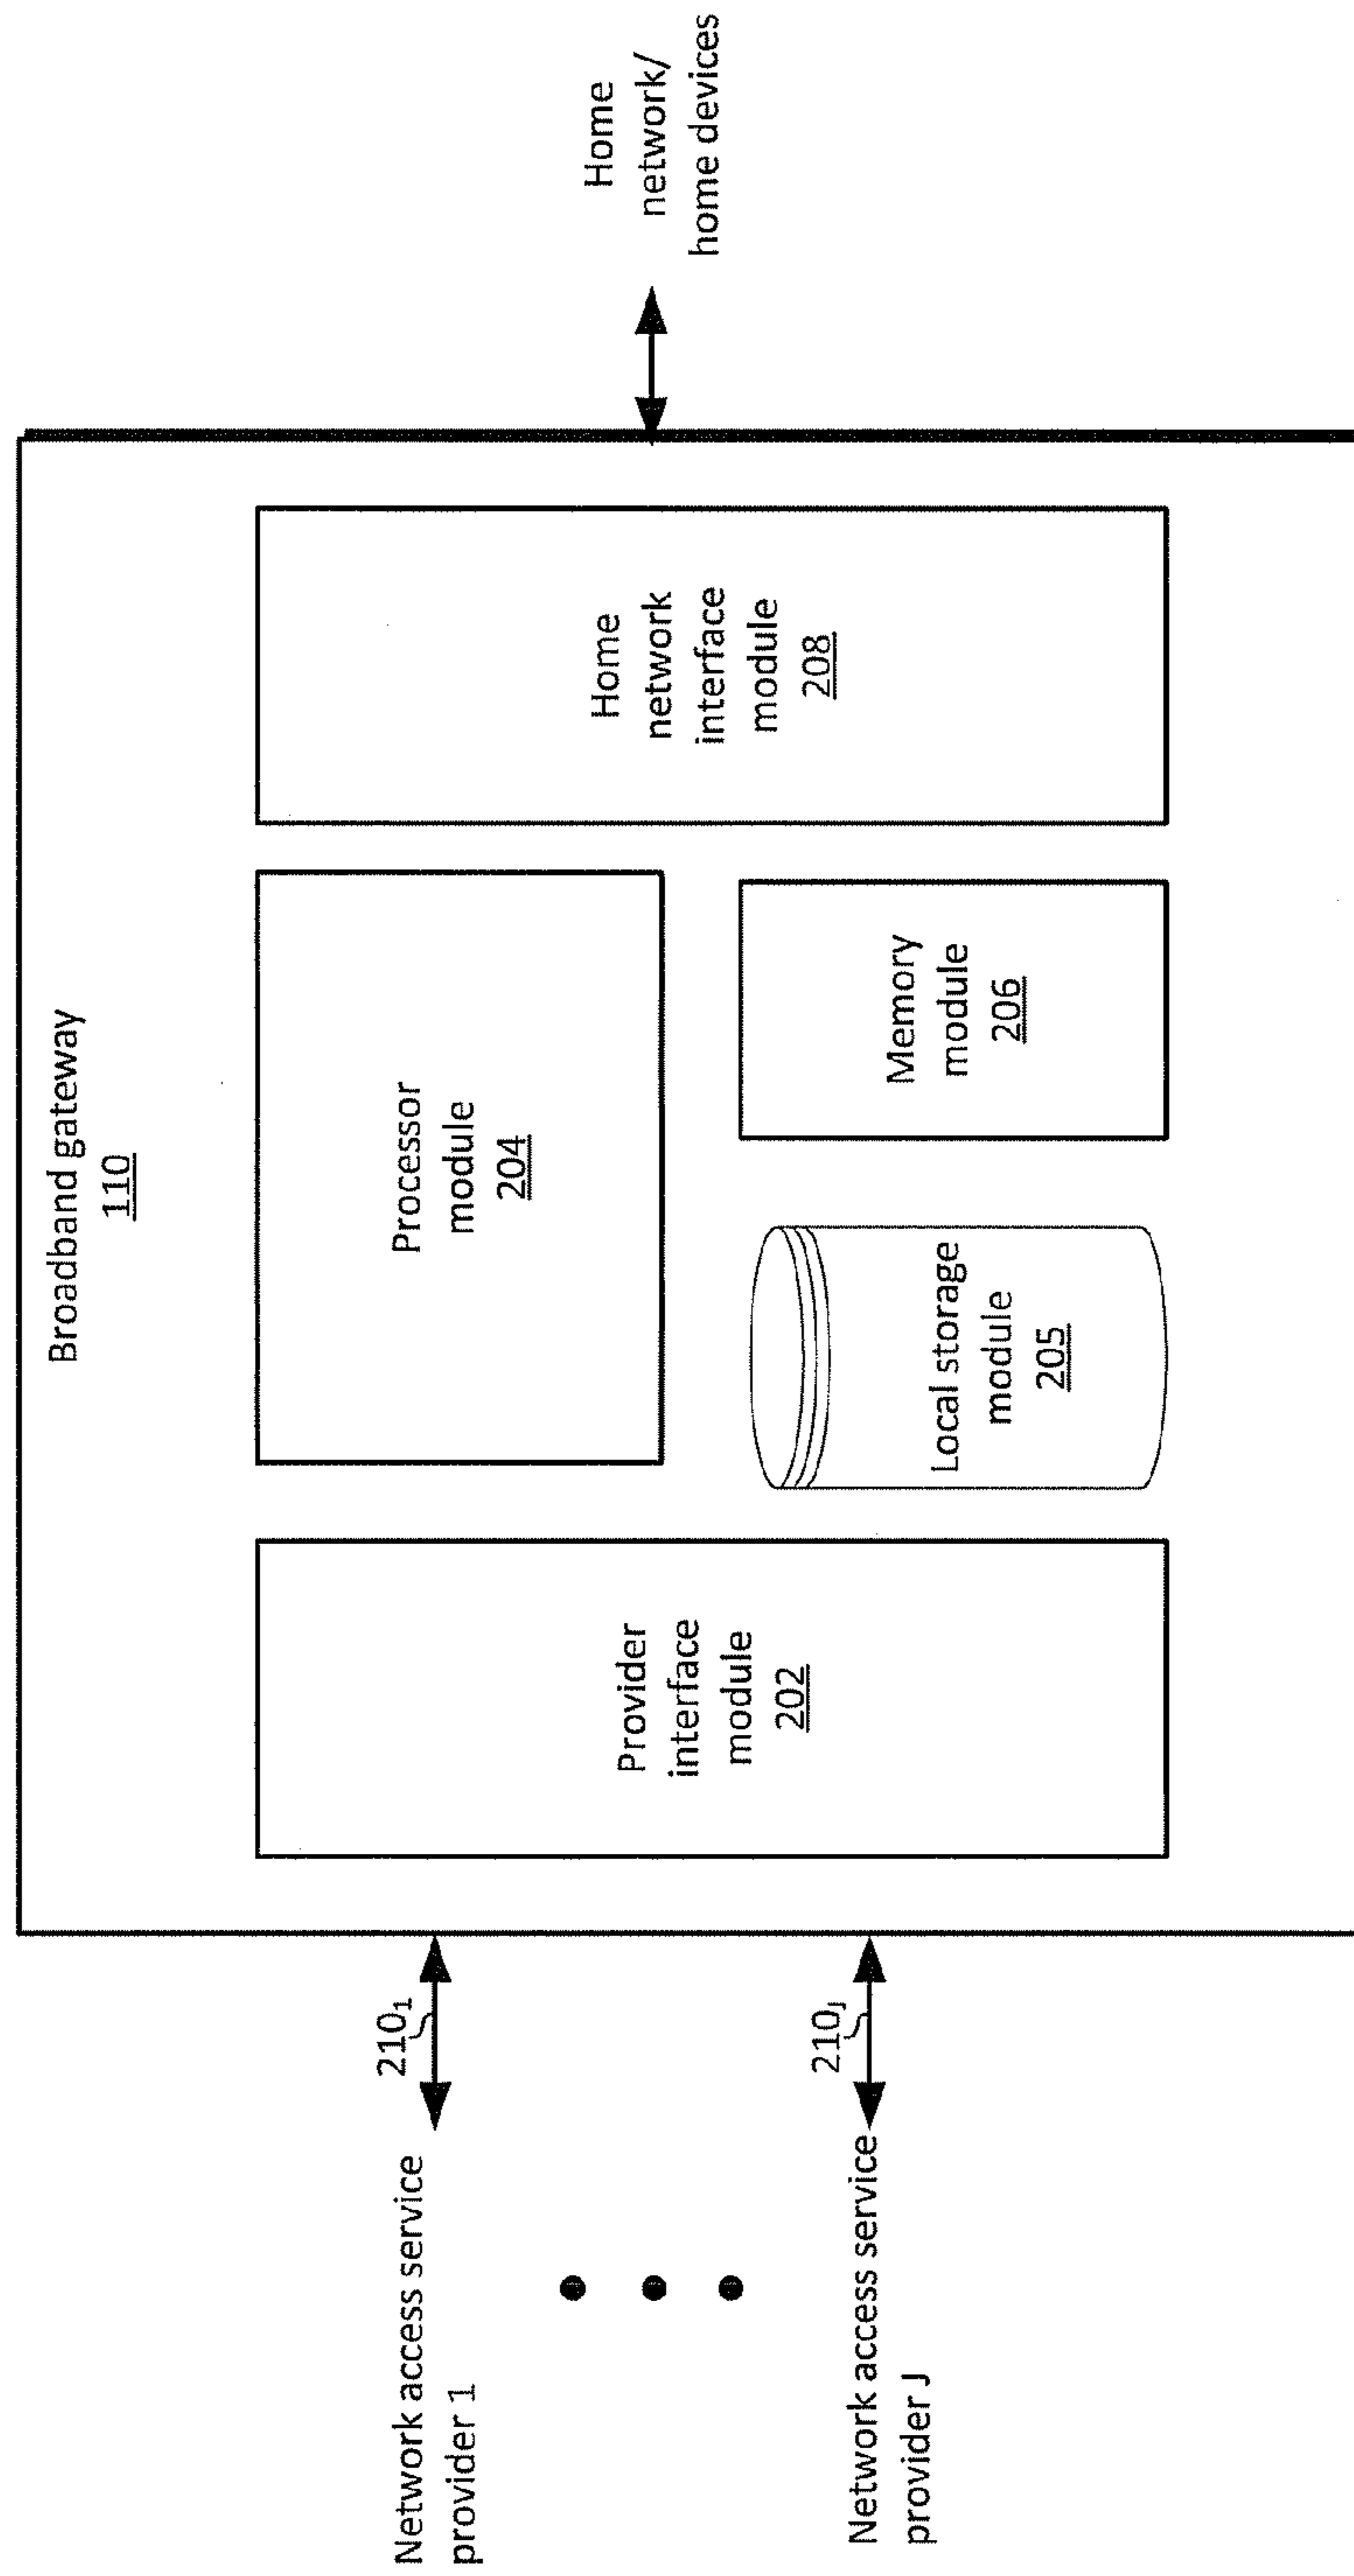 Broadband gateway
110
Network access service
provider 1
210₁
Network access service
provider J
210J
Provider
interface
module
202
Processor
module
204
Local storage
module
205
Memory
module
206
Home
network
interface
module
208
Home
network/
home devices